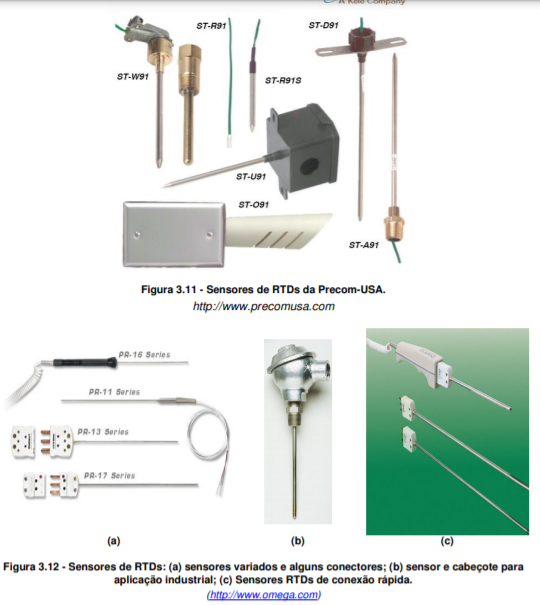 A Kele Company
ST-R91
ST-D91
ST-W91
ST-R91S
ST-U91
ST-O91
ST-A91
Figura 3.11 - Sensores de RTDs da Precom-USA.
http://www.precomusa.com
PR-16 Series
PR-11 Series
PR-13 Series
PR-17 Series
(a)
(b)
(c)
Figura 3.12 - Sensores de RTDs: (a) sensores variados e alguns conectores; (b) sensor e cabeçote para
aplicação industrial; (c) Sensores RTDs de conexão rápida.
(http://www.omega.com)